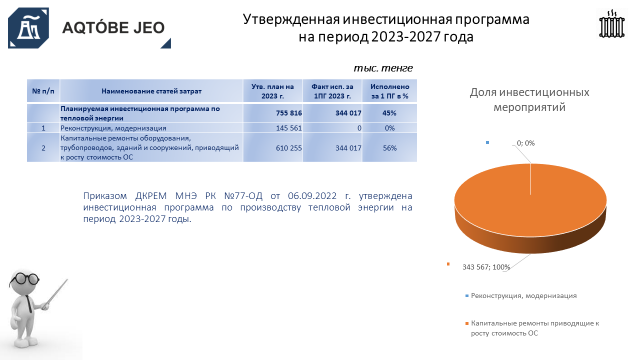 AQTÓBE JEO
Утвержденная инвестиционная программа
на период 2023-2027 года
тыс. тенге
№ п/п Наименование статей затрат Утв. план на 2023 г. Факт исп. за 1ПГ 2023 г. Исполнено за 1 ПГ в %
Планируемая инвестиционная программа по тепловой энергии 755 816 344 017 45%
1 Реконструкция, модернизация 145 561 0 0%
2 Капитальные ремонты оборудования, трубопроводов, зданий и сооружений, приводящий к росту стоимость ОС 610 255 344 017 56%
Приказом ДКРЕМ МНЭ РК №77-ОД от 06.09.2022 г. утверждена
инвестиционная программа по производству тепловой энергии на
период 2023-2027 годы.
Доля инвестиционных
мероприятий
0; 0%
343 567; 100%
Реконструкция, модернизация
Капитальные ремонты приводящие к
росту стоимости ОС